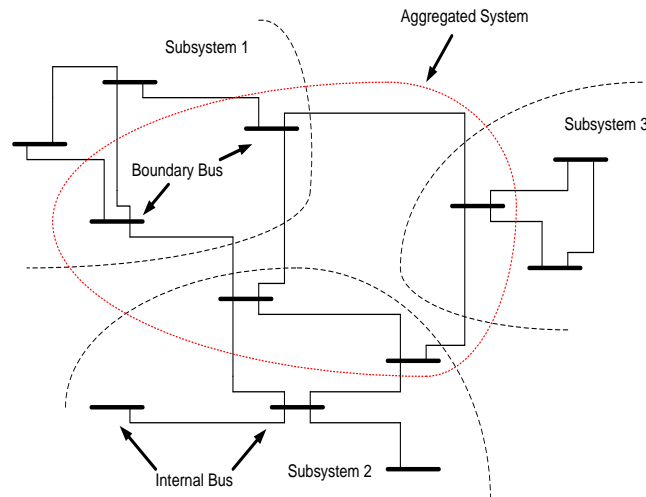 Aggregated System
Subsystem 1
Subsystem 3
Boundary Bus
Internal Bus
Subsystem 2